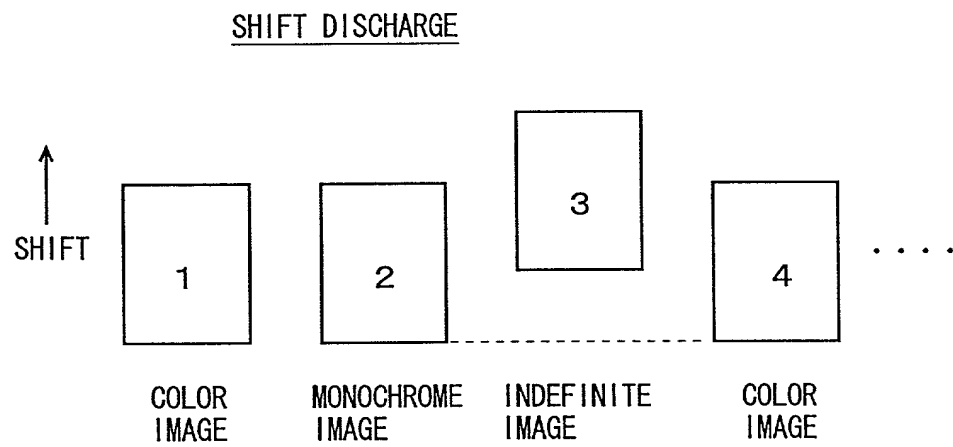 SHIFT DISCHARGE
3
SHIFT
1
2
4
. . . .
COLOR
IMAGE
MONOCHROME
IMAGE
INDEFINITE
IMAGE
COLOR
IMAGE